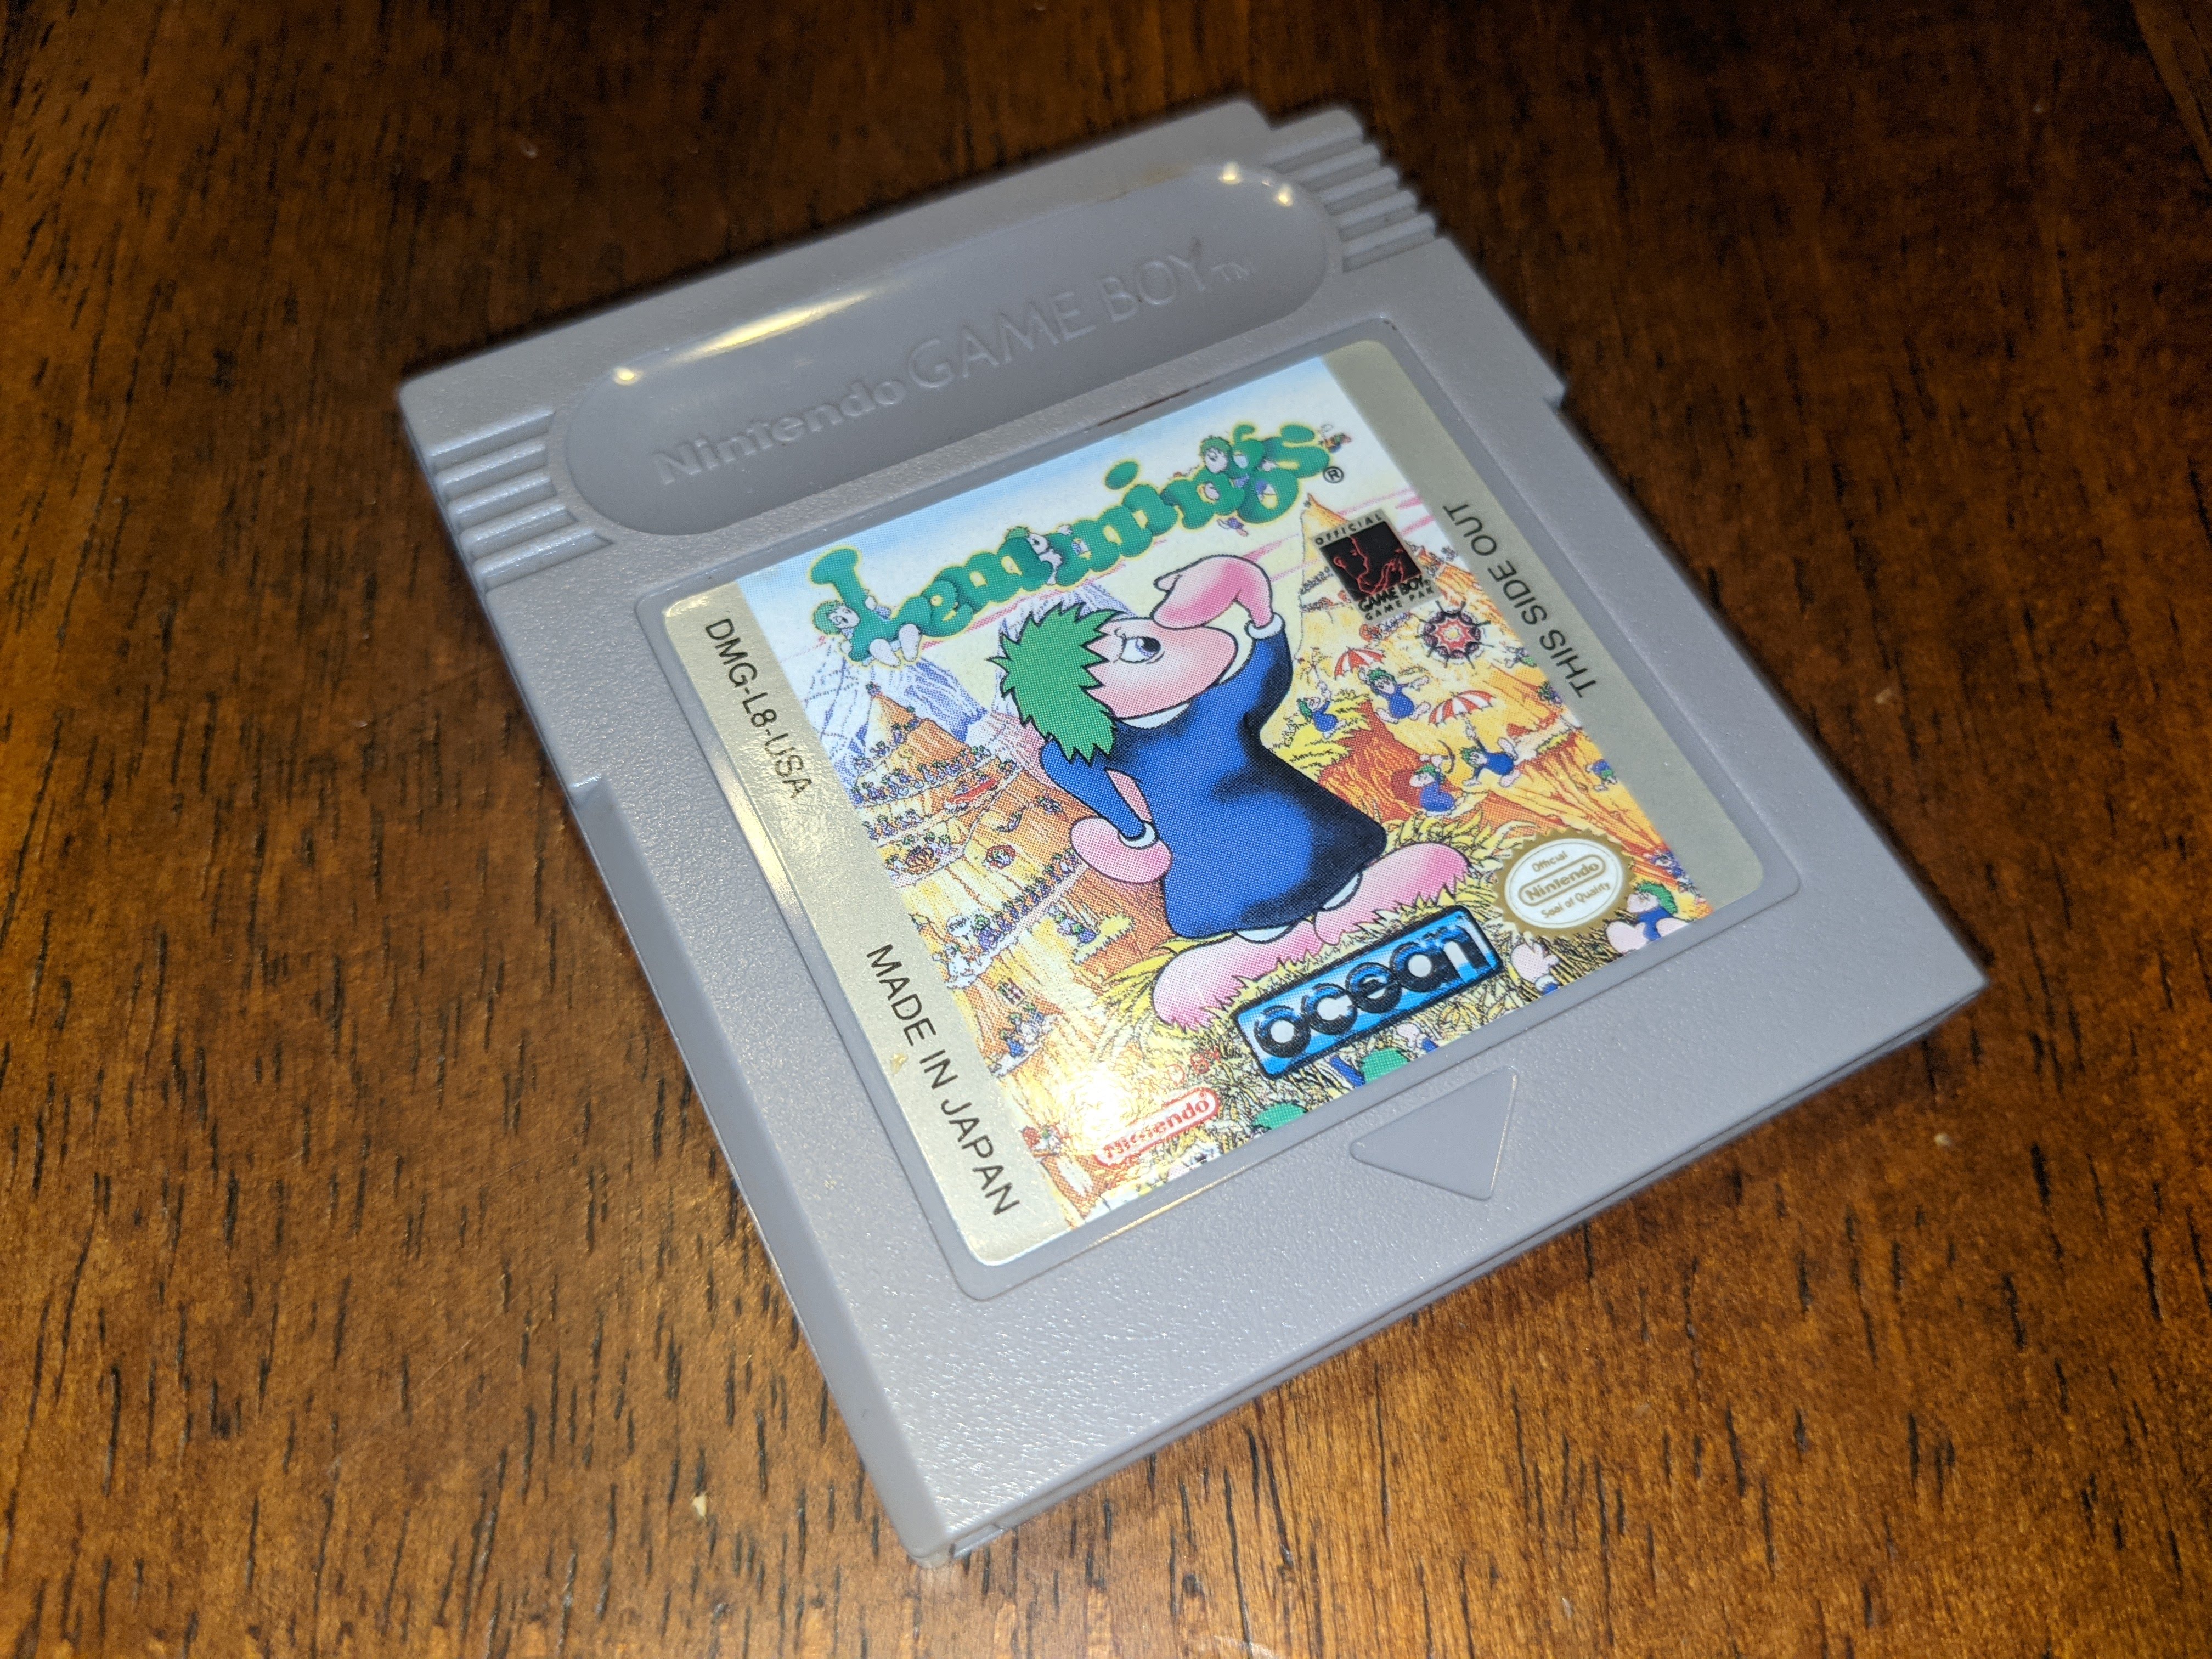 Nintendo GAME BOY™
Lemmings®
OFFICIAL
GAME BOY
GAME PAK
THIS SIDE OUT
DMG-L8-USA
MADE IN JAPAN
Official
Nintendo
Seal of Quality
ocean
Nintendo